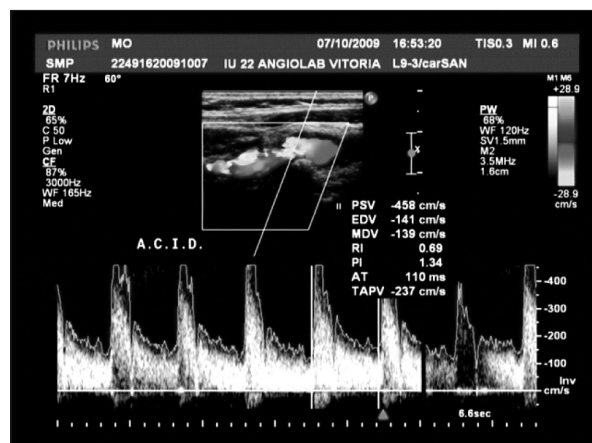 PHILIPS MO 07/10/2009 16:53:20 TIS0.3 MI 0.6
SMP 22491620091007 IU 22 ANGIOLAB VITORIA L9-3/carSAN
FR 7Hz 60°
R1
M1 M6
+28.9
2D
65%
C 50
P Low
Gen
CF
87%
3000Hz
WF 165Hz
Med
P
x
PW
68%
WF 120Hz
SV1.5mm
M2
3.5MHz
1.6cm
-28.9
cm/s
A.C.I.D.
PSV -458 cm/s
EDV -141 cm/s
MDV -139 cm/s
RI 0.69
PI 1.34
AT 110 ms
TAPV -237 cm/s
-400
-300
-200
-100
Inv
cm/s
6.6sec